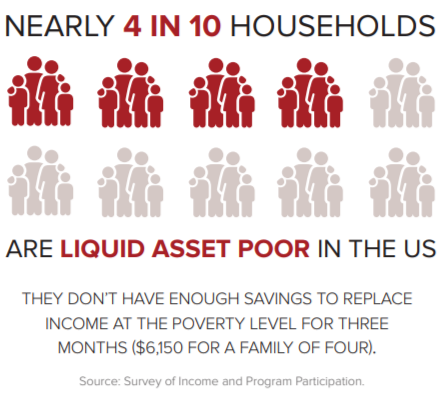 NEARLY 4 IN 10 HOUSEHOLDS
ARE LIQUID ASSET POOR IN THE US
THEY DON'T HAVE ENOUGH SAVINGS TO REPLACE
INCOME AT THE POVERTY LEVEL FOR THREE
MONTHS ($6,150 FOR A FAMILY OF FOUR).
Source: Survey of Income and Program Participation.